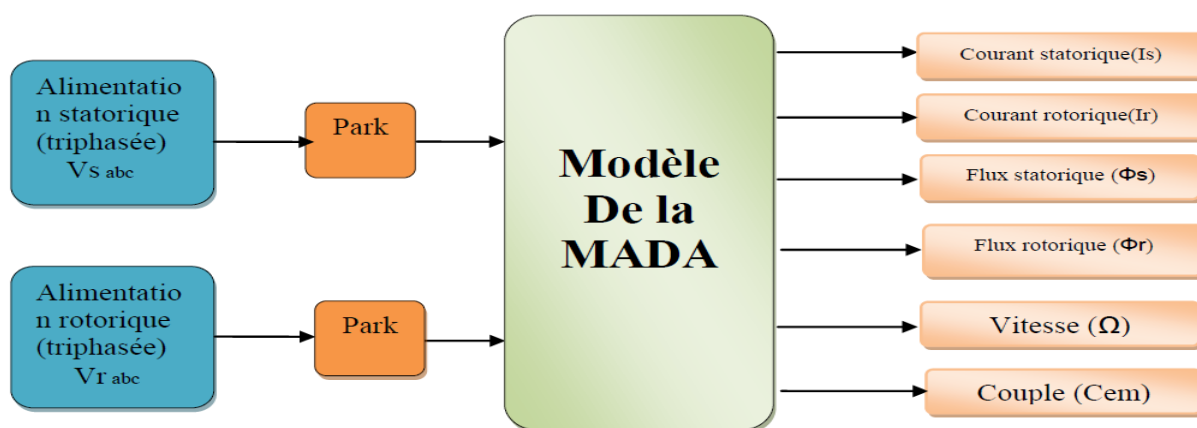 Alimentatio
n statorique
(triphasée)
Vs abc
Park
Alimentatio
n rotorique
(triphasée)
Vr abc
Park
Modèle
De la
MADA
Courant statorique(Is)
Courant rotorique(Ir)
Flux statorique (Φs)
Flux rotorique (Φr)
Vitesse (Ω)
Couple (Cem)